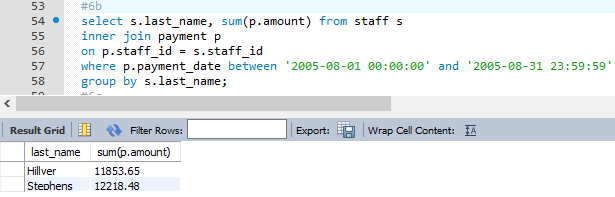 53 #6b
54 select s.last_name, sum(p.amount) from staff s
55 inner join payment p
56 on p.staff_id = s.staff_id
57 where p.payment_date between '2005-08-01 00:00:00' and '2005-08-31 23:59:59'
58 group by s.last_name;
Result Grid Filter Rows: Export: Wrap Cell Content:
last_name sum(p.amount)
Hillyer 11853.65
Stephens 12218.48